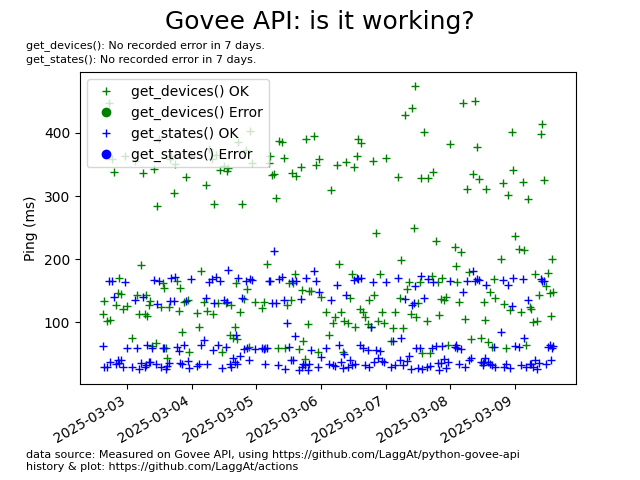 Govee API: is it working?
get_devices(): No recorded error in 7 days.
get_states(): No recorded error in 7 days.
get_devices() OK
get_devices() Error
get_states() OK
get_states() Error
Ping (ms)
400
300
200
100
2025-03-03
2025-03-04
2025-03-05
2025-03-06
2025-03-07
2025-03-08
2025-03-09
data source: Measured on Govee API, using https://github.com/LaggAt/python-govee-api
history & plot: https://github.com/LaggAt/actions